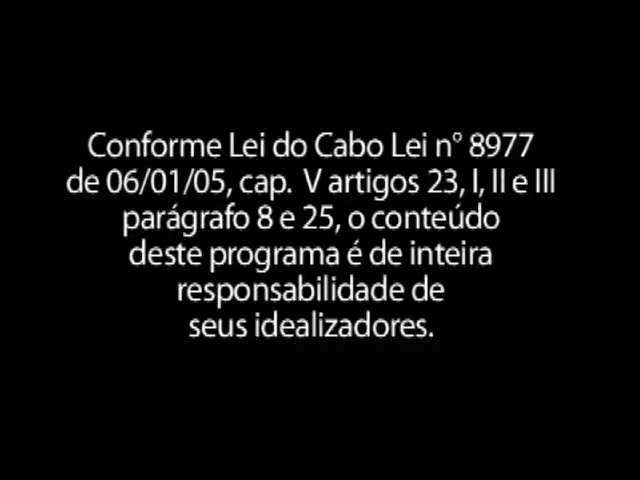 Conforme Lei do Cabo Lei n° 8977
de 06/01/05, cap. V artigos 23, I, II e III
parágrafo 8 e 25, o conteúdo
deste programa é de inteira
responsabilidade de
seus idealizadores.